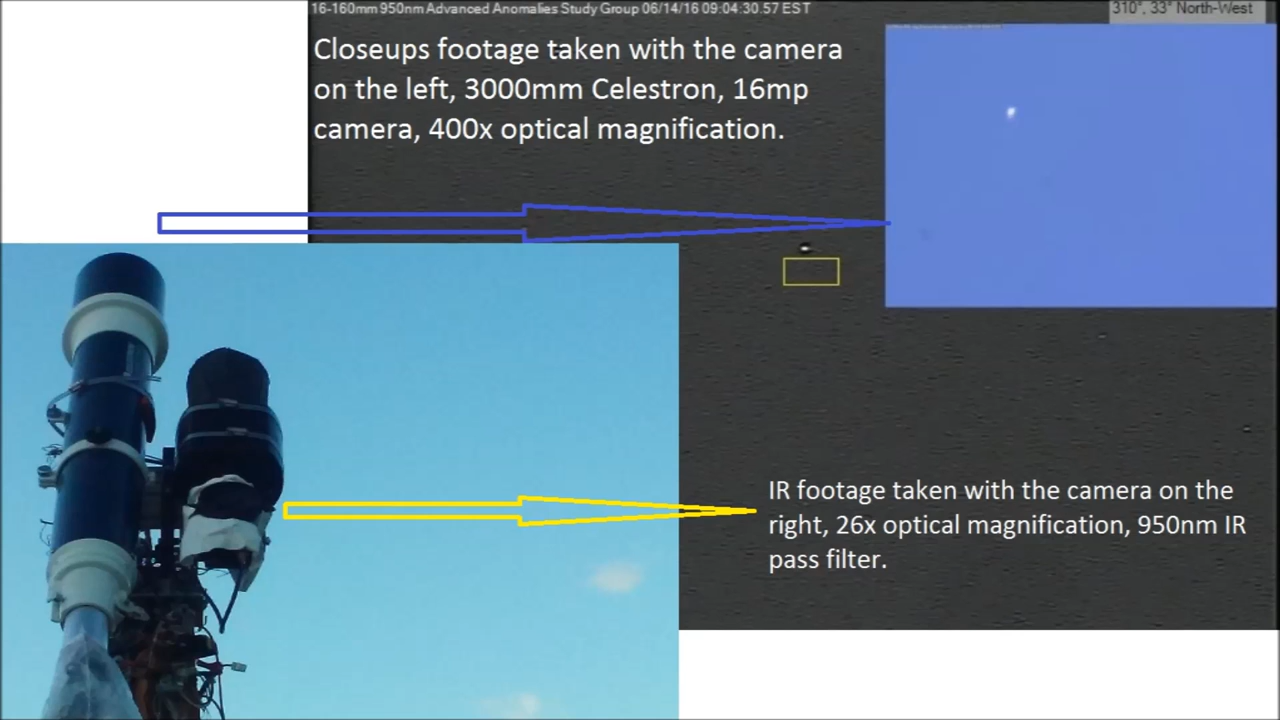 16-160mm 950nm Advanced Anomalies Study Group 06/14/16 09:04:30.57 EST
310°, 33° North-West
Closeups footage taken with the camera
on the left, 3000mm Celestron, 16mp
camera, 400x optical magnification.
IR footage taken with the camera on the
right, 26x optical magnification, 950nm IR
pass filter.